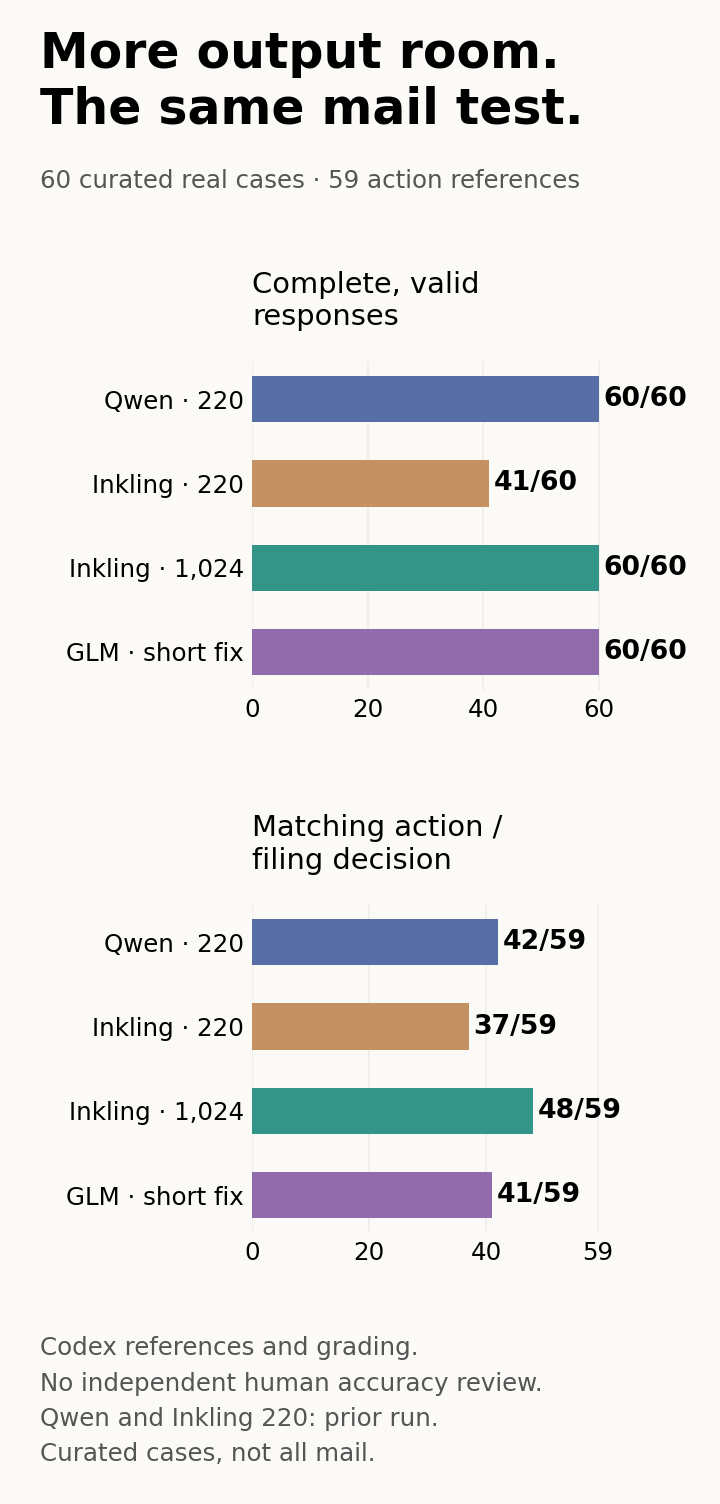 More output room.
The same mail test.
60 curated real cases · 59 action references
Complete, valid
responses
Qwen · 220
60/60
Inkling · 220
41/60
Inkling · 1,024
60/60
GLM · short fix
60/60
0 20 40 60
Matching action /
filing decision
Qwen · 220
42/59
Inkling · 220
37/59
Inkling · 1,024
48/59
GLM · short fix
41/59
0 20 40 59
Codex references and grading.
No independent human accuracy review.
Qwen and Inkling 220: prior run.
Curated cases, not all mail.